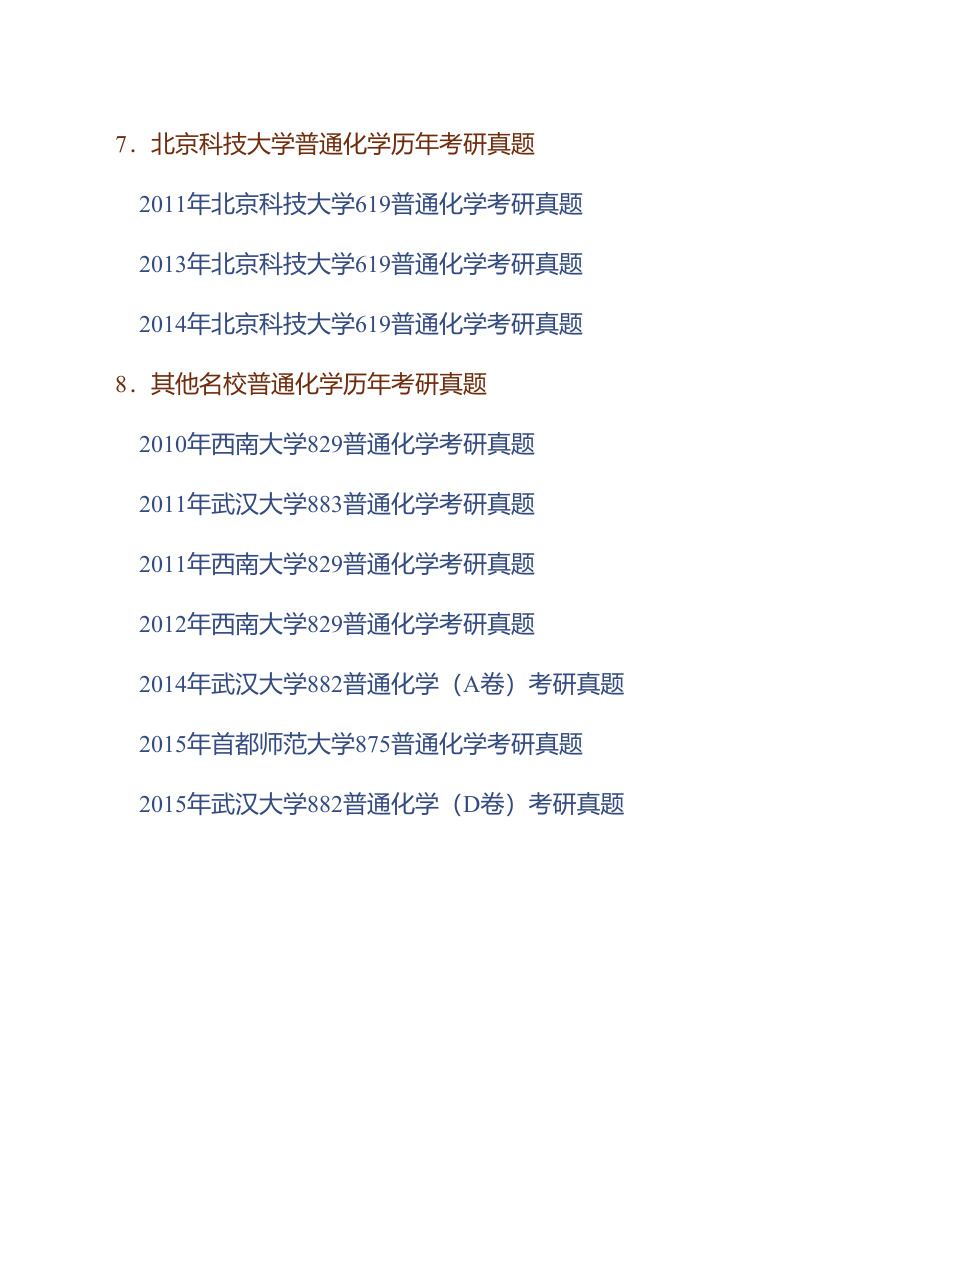 7．北京科技大学普通化学历年考研真题
2011年北京科技大学619普通化学考研真题
2013年北京科技大学619普通化学考研真题
2014年北京科技大学619普通化学考研真题
8．其他名校普通化学历年考研真题
2010年西南大学829普通化学考研真题
2011年武汉大学883普通化学考研真题
2011年西南大学829普通化学考研真题
2012年西南大学829普通化学考研真题
2014年武汉大学882普通化学（A卷）考研真题
2015年首都师范大学875普通化学考研真题
2015年武汉大学882普通化学（D卷）考研真题